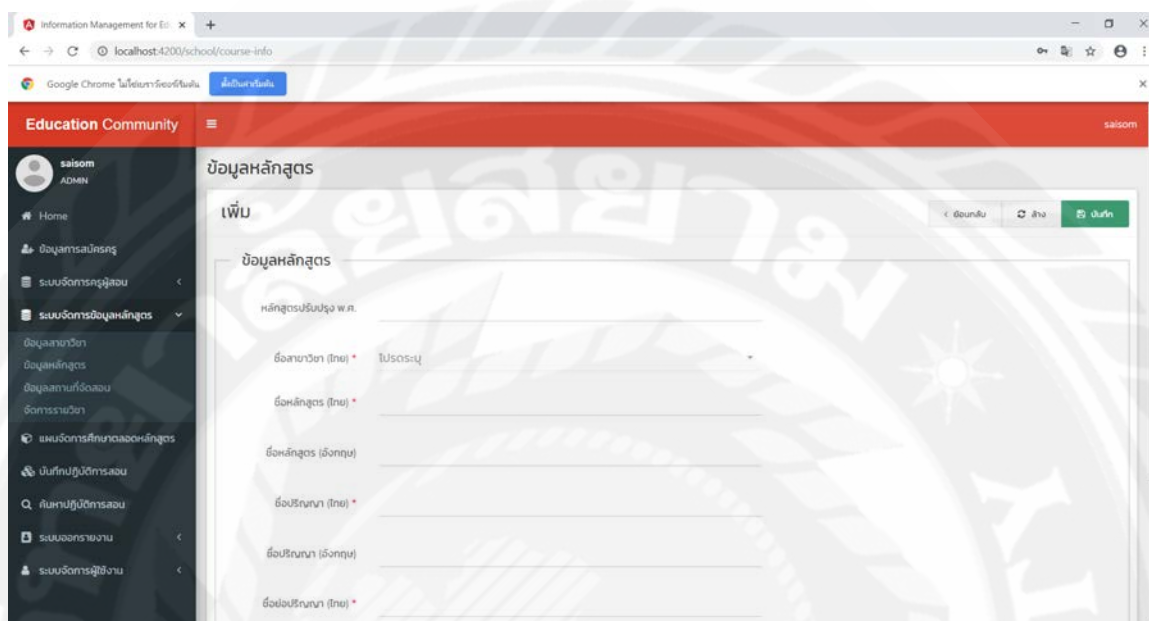 Information Management for Ed
localhost:4200/school/course-info
Google Chrome ไม่ใช่เบราว์เซอร์เริ่มต้น ตั้งเป็นค่าเริ่มต้น
Education Community
saisom
saisom
ADMIN
Home
ข้อมูลการสมัครครู
ระบบจัดการครูผู้สอน
ระบบจัดการข้อมูลหลักสูตร
ข้อมูลสาขาวิชา
ข้อมูลหลักสูตร
ข้อมูลสถานที่จัดสอบ
จัดการรายวิชา
แผนจัดการศึกษาตลอดหลักสูตร
บันทึกปฏิบัติการสอน
ค้นหาปฏิบัติการสอน
ระบบออกรายงาน
ระบบจัดการผู้ใช้งาน
ข้อมูลหลักสูตร
เพิ่ม
< ย้อนกลับ ล้าง บันทึก
ข้อมูลหลักสูตร
หลักสูตรปรับปรุง พ.ศ.
ชื่อสาขาวิชา (ไทย) * โปรดระบุ
ชื่อหลักสูตร (ไทย) *
ชื่อหลักสูตร (อังกฤษ)
ชื่อปริญญา (ไทย) *
ชื่อปริญญา (อังกฤษ)
ชื่อย่อปริญญา (ไทย) *